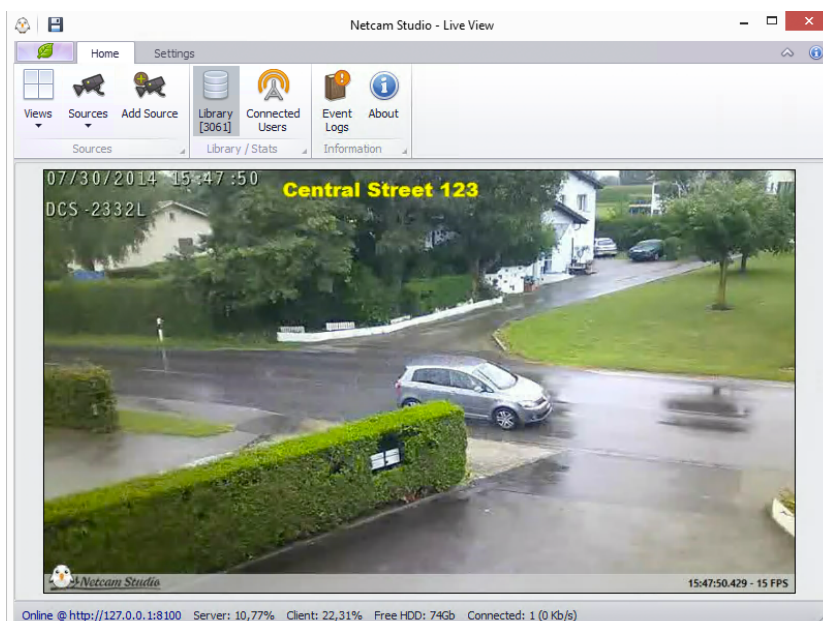 Netcam Studio - Live View
Home Settings
Views Sources Add Source Library [3061] Connected Users Event Logs About
Sources Library / Stats Information
07/30/2014 15:47:50
Central Street 123
DCS-2332L
Netcam Studio
15:47:50.429 - 15 FPS
Online @ http://127.0.0.1:8100 Server: 10,77% Client: 22,31% Free HDD: 74Gb Connected: 1 (0 Kb/s)